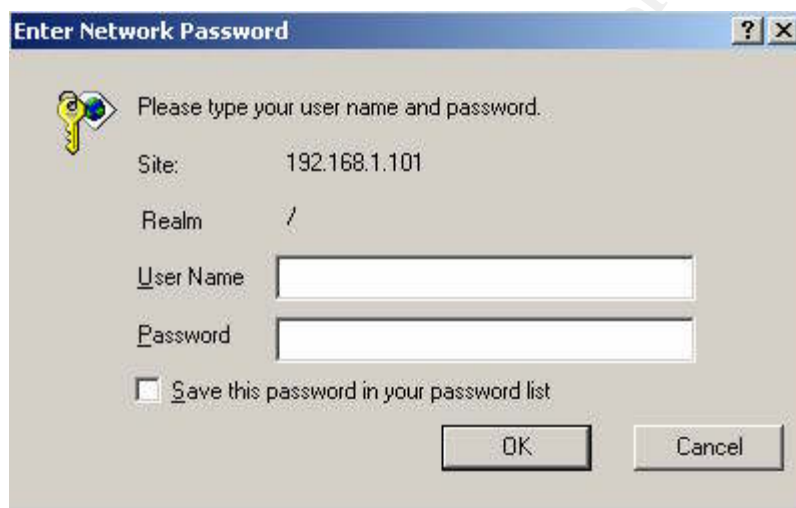 Enter Network Password
Please type your user name and password.
Site: 192.168.1.101
Realm /
User Name
Password
Save this password in your password list
OK Cancel